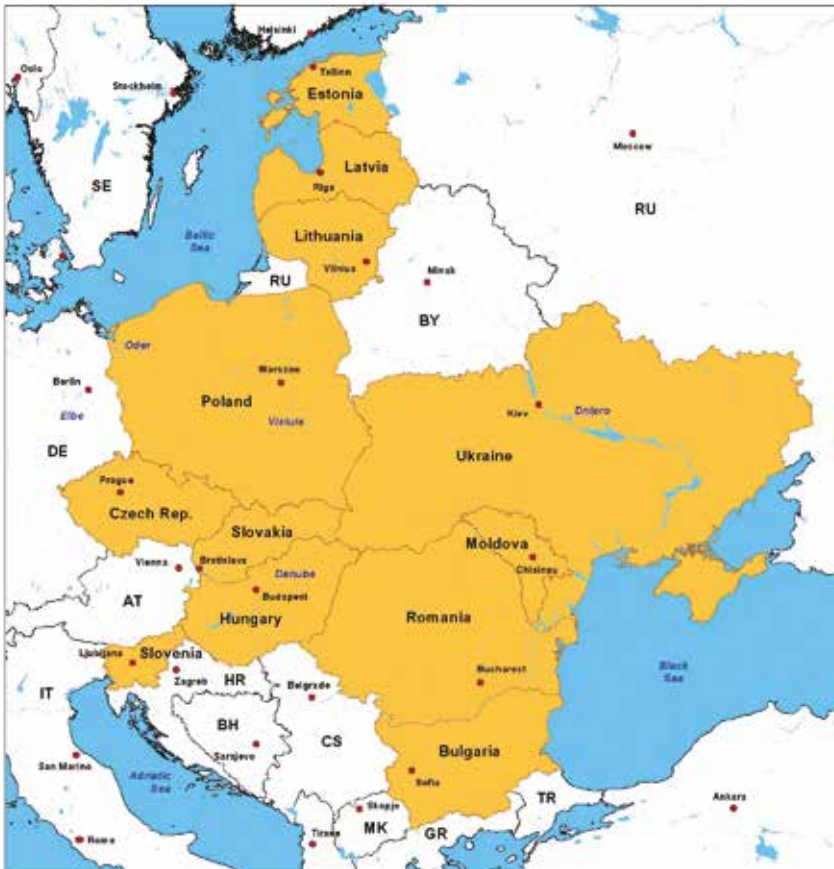 Helsinki
Oslo
Tallinn
Stockholm
Estonia
Moscow
Latvia
Riga
SE
RU
Baltic
Sea
Lithuania
Vilnius
RU
Minsk
BY
Oder
Warszaw
Berlin
Poland
Kiev
Dnipro
Elbe
Vistula
DE
Ukraine
Prague
Czech Rep.
Slovakia
Moldova
Vienna
Bratislava
Danube
Chisinau
AT
Budapest
Hungary
Romania
Slovenia
Ljubljana
Bucharest
Black
Sea
Zagreb
HR
Belgrade
IT
BH
CS
Bulgaria
Sarajevo
San Marino
Sofia
Adriatic
Sea
TR
Ankara
Skopje
MK
GR
Rome
Tirana